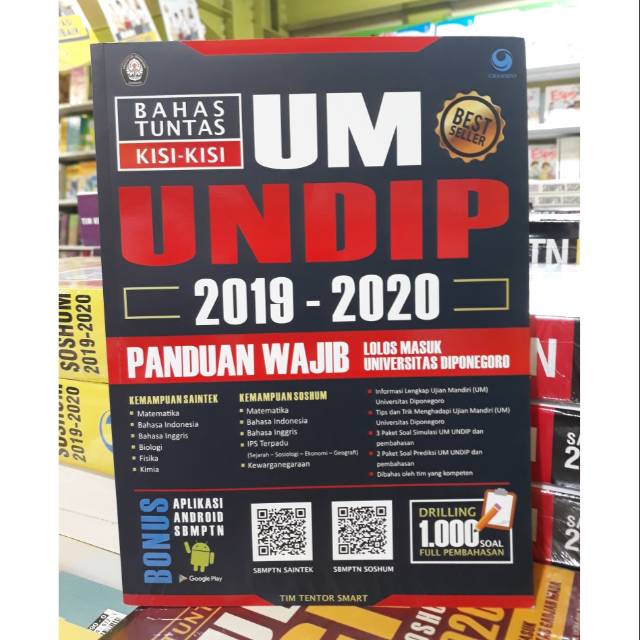 BAHAS
TUNTAS
KISI-KISI
UM
BEST
SELLER
UNDIP
2019 - 2020
PANDUAN WAJIB
LOLOS MASUK
UNIVERSITAS DIPONEGORO
KEMAMPUAN SAINTEK
• Matematika
• Bahasa Indonesia
• Bahasa Inggris
• Biologi
• Fisika
• Kimia
KEMAMPUAN SOSHUM
• Matematika
• Bahasa Indonesia
• Bahasa Inggris
• IPS Terpadu
(Sejarah – Sosiologi – Ekonomi – Geografi)
• Kewarganegaraan
• Informasi Lengkap Ujian Mandiri (UM)
Universitas Diponegoro
• Tips dan Trik Menghadapi Ujian Mandiri (UM)
Universitas Diponegoro
• 3 Paket Soal Simulasi UM UNDIP dan
pembahasan
• 2 Paket Soal Prediksi UM UNDIP dan
pembahasan
• Dibahas oleh tim yang kompeten
BONUS
APLIKASI
ANDROID
SBMPTN
Google Play
SBMPTN SAINTEK
SBMPTN SOSHUM
DRILLING
1.000 SOAL
FULL PEMBAHASAN
TIM TENTOR SMART
SOSHUM
2019-2020
SOSHUM
2019-2020
SBMPTN SOSHUM